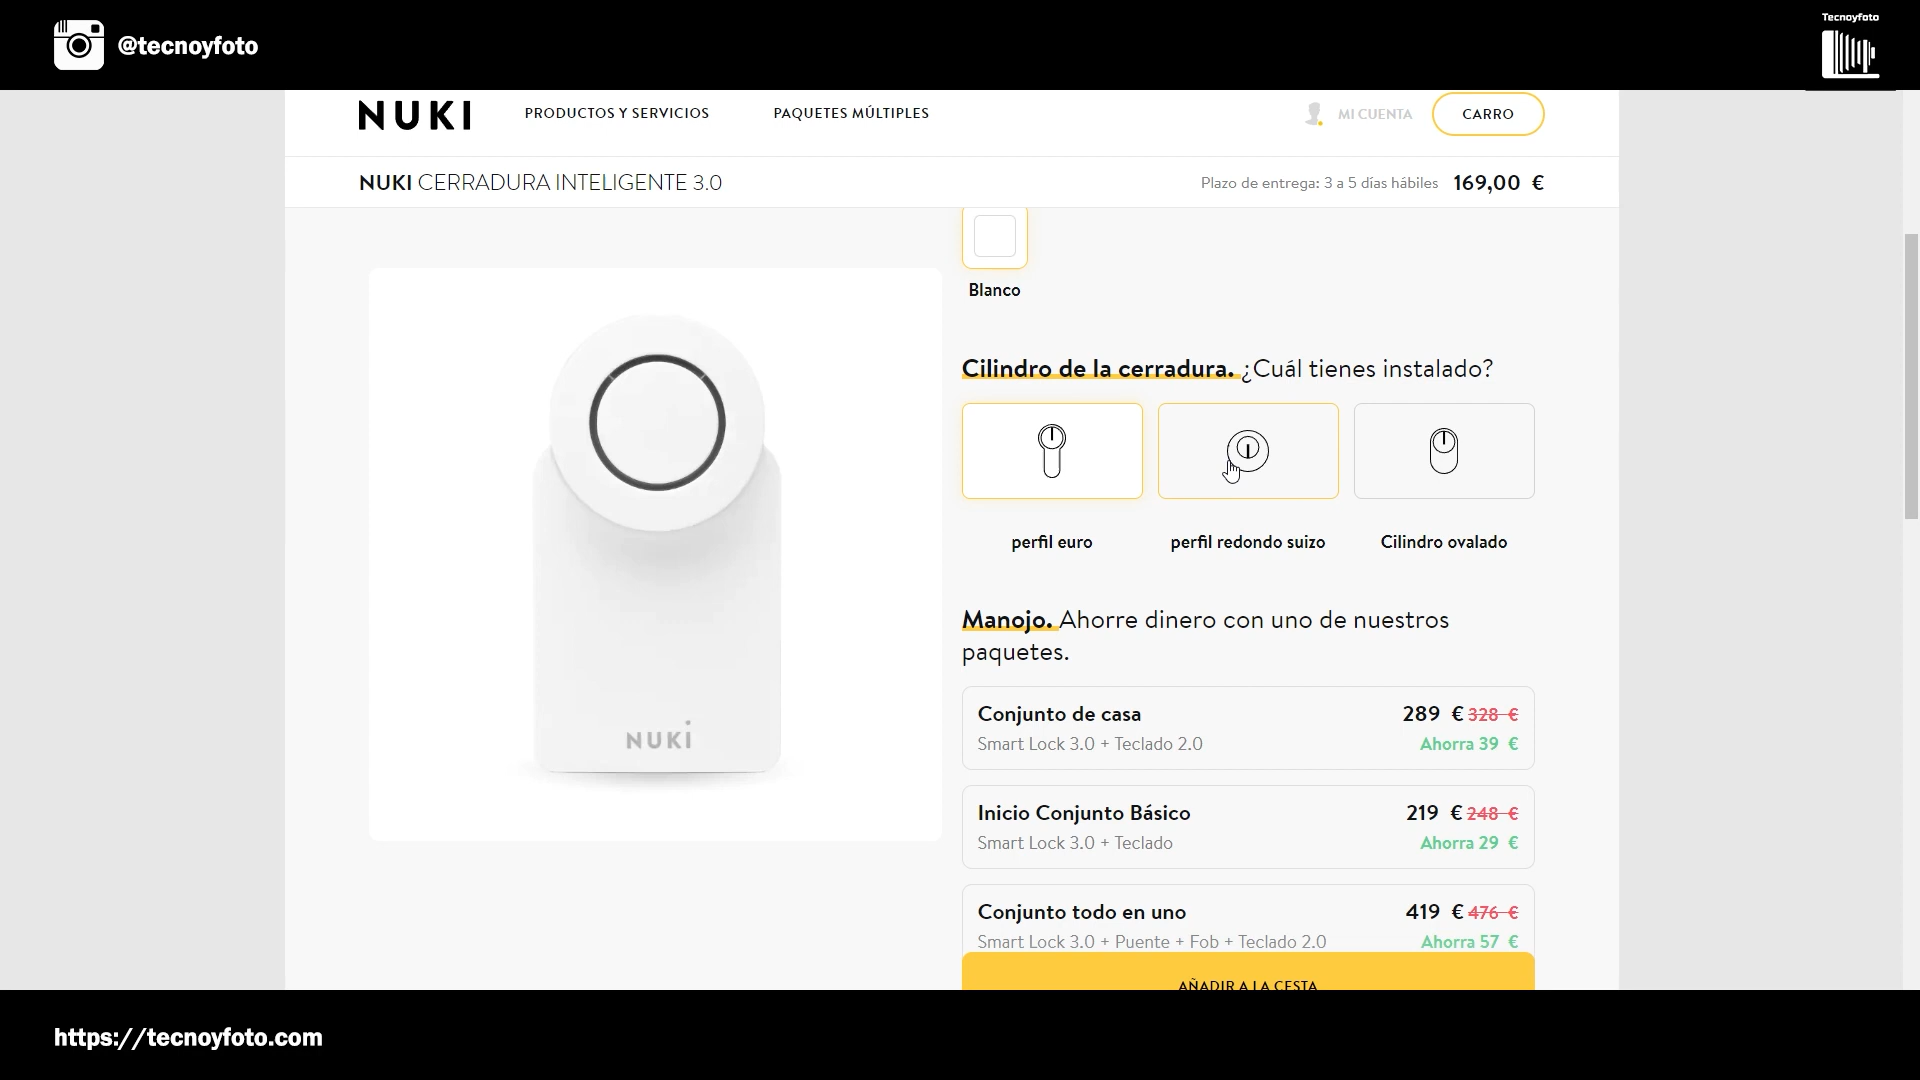 @tecnoyfoto
Tecnoyfoto
NUKI
PRODUCTOS Y SERVICIOS
PAQUETES MÚLTIPLES
MI CUENTA
CARRO
NUKI CERRADURA INTELIGENTE 3.0
Plazo de entrega: 3 a 5 días hábiles 169,00 €
Blanco
Cilindro de la cerradura. ¿Cuál tienes instalado?
perfil euro
perfil redondo suizo
Cilindro ovalado
Manojo. Ahorre dinero con uno de nuestros
paquetes.
Conjunto de casa
289 € 328 €
Smart Lock 3.0 + Teclado 2.0
Ahorra 39 €
Inicio Conjunto Básico
219 € 248 €
Smart Lock 3.0 + Teclado
Ahorra 29 €
Conjunto todo en uno
419 € 476 €
Smart Lock 3.0 + Puente + Fob + Teclado 2.0
Ahorra 57 €
AÑADIR A LA CESTA
NUKI
https://tecnoyfoto.com